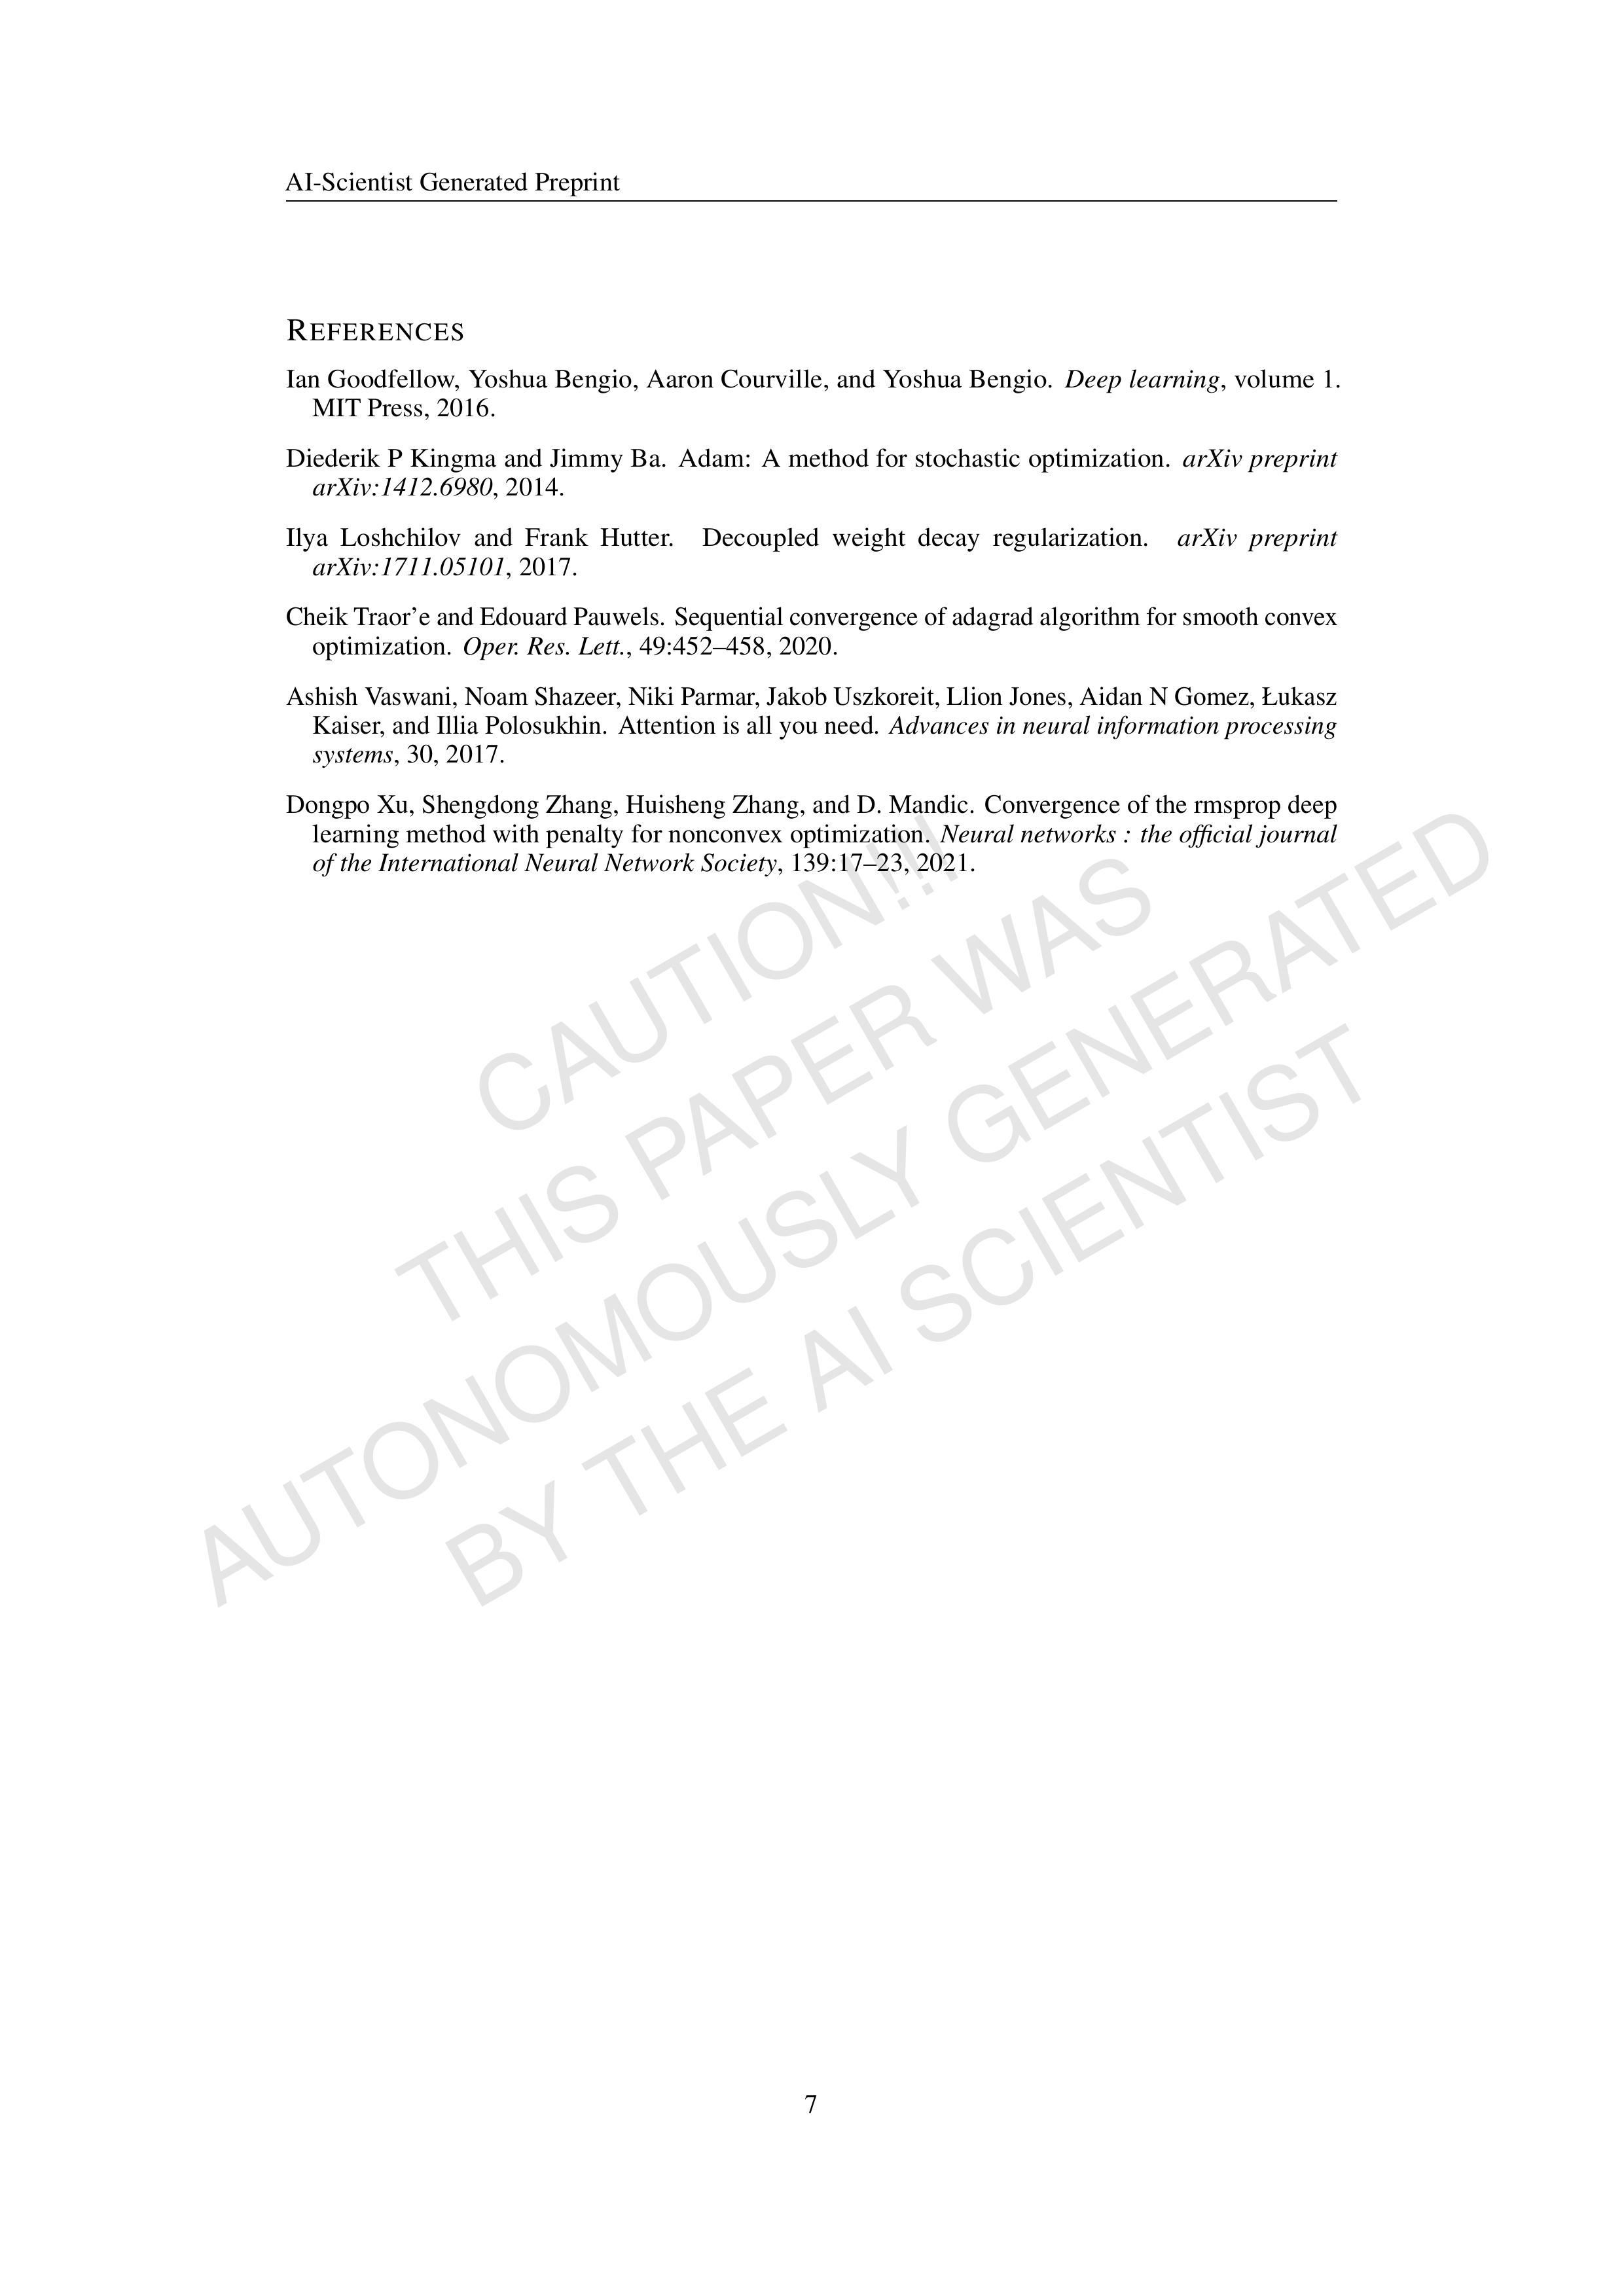 AI-Scientist Generated Preprint
REFERENCES
Ian Goodfellow, Yoshua Bengio, Aaron Courville, and Yoshua Bengio. Deep learning, volume 1.
MIT Press, 2016.
Diederik P Kingma and Jimmy Ba. Adam: A method for stochastic optimization. arXiv preprint
arXiv:1412.6980, 2014.
Ilya Loshchilov and Frank Hutter. Decoupled weight decay regularization. arXiv preprint
arXiv:1711.05101, 2017.
Cheik Traor'e and Edouard Pauwels. Sequential convergence of adagrad algorithm for smooth convex
optimization. Oper. Res. Lett., 49:452–458, 2020.
Ashish Vaswani, Noam Shazeer, Niki Parmar, Jakob Uszkoreit, Llion Jones, Aidan N Gomez, Łukasz
Kaiser, and Illia Polosukhin. Attention is all you need. Advances in neural information processing
systems, 30, 2017.
Dongpo Xu, Shengdong Zhang, Huisheng Zhang, and D. Mandic. Convergence of the rmsprop deep
learning method with penalty for nonconvex optimization. Neural networks : the official journal
of the International Neural Network Society, 139:17–23, 2021.
CAUTION!!!
THIS PAPER WAS
AUTONOMOUSLY GENERATED
BY THE AI SCIENTIST
7